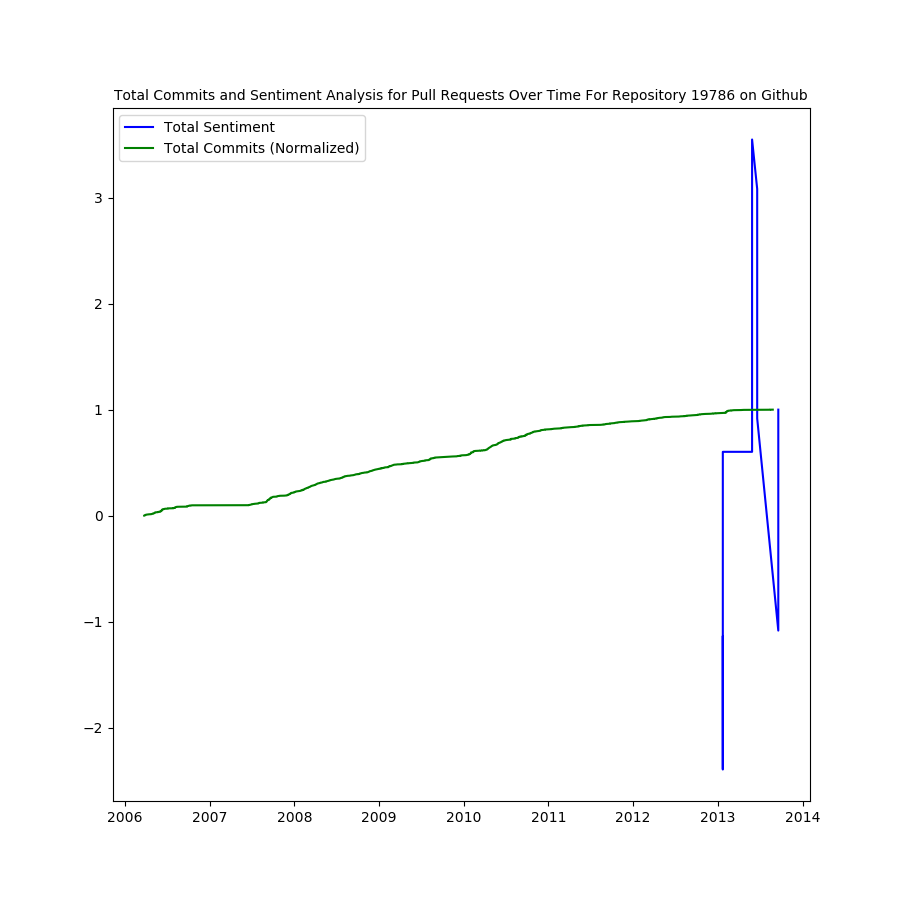 Total Commits and Sentiment Analysis for Pull Requests Over Time For Repository 19786 on Github
Total Sentiment
Total Commits (Normalized)
3
2
1
0
−1
−2
2006 2007 2008 2009 2010 2011 2012 2013 2014